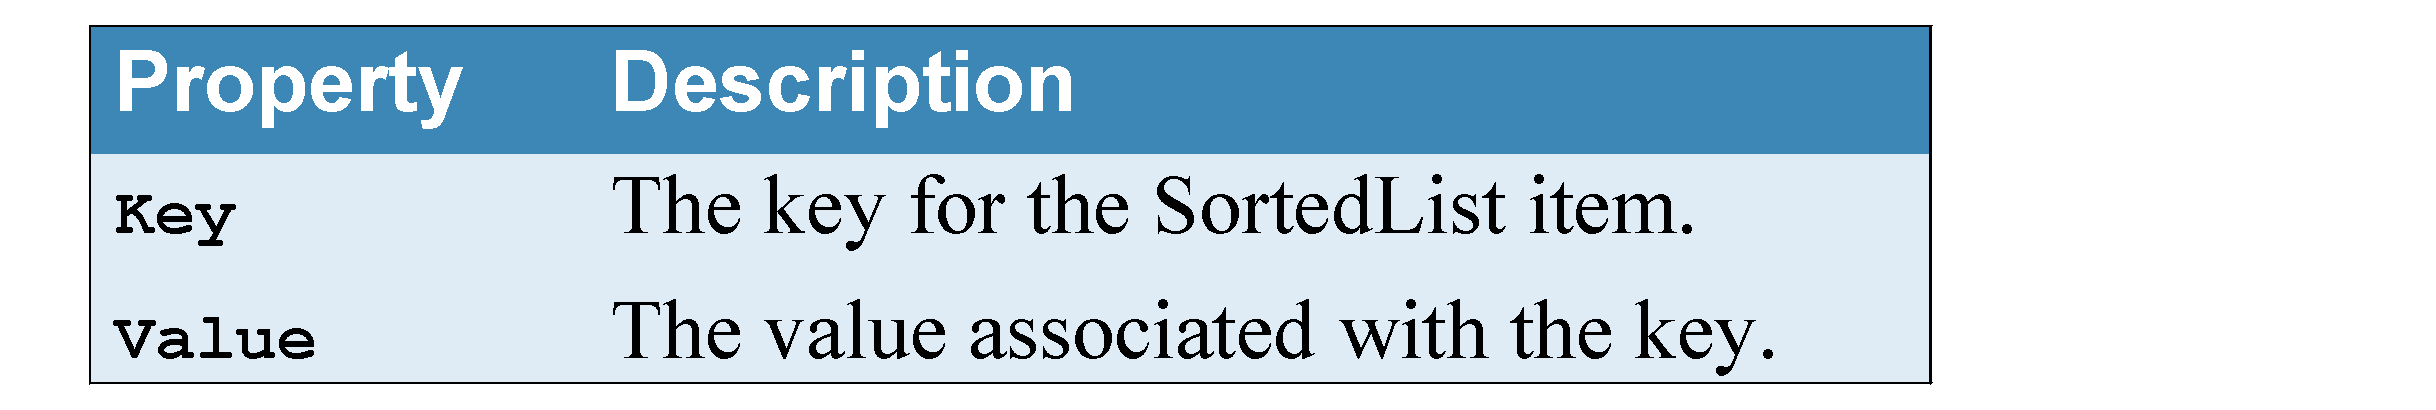 Property Description
Key The key for the SortedList item.
Value The value associated with the key.